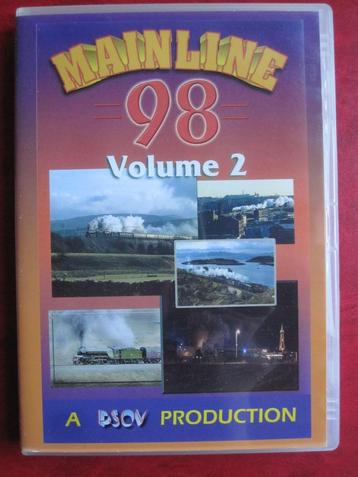 MAINLINE
98
Volume 2
A PSOV PRODUCTION